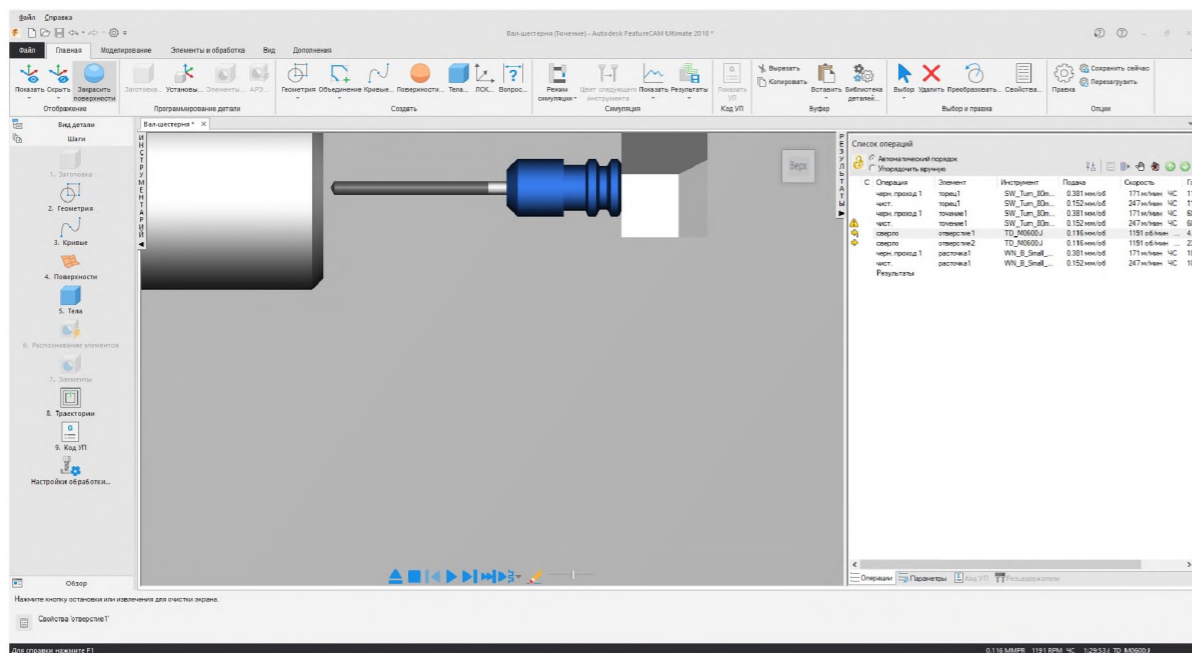 Файл Справка
Вал-шестерня (Точение) - Autodesk FeatureCAM Ultimate 2018 *
Файл Главная Моделирование Элементы и обработка Вид Дополнения
Показать Скрыть Закрасить поверхности
Заготовка... Установы... Элементы... АРЭ...
Геометрия Объединение Кривые... Поверхности... Тела... ЛСК... Вопрос...
Режим симуляции Цвет следующего инструмента Показать Результаты
Показать УП
Вырезать
Копировать
Вставить Библиотека деталей...
Выбор Удалить Преобразовать... Свойства...
Правка
Сохранить сейчас
Перезагрузить
Отображение Программирование детали Создать Симуляция Код УП Буфер Выбор и правка Опции
Вид детали
Шаги
1. Заготовка
2. Геометрия
3. Кривые
4. Поверхности
5. Тела
6. Распознавание элементов
7. Элементы
8. Траектории
9. Код УП
Настройки обработки...
Обзор
Вал-шестерня * X
ИНСТРУМЕНТАРИЙ
Верх
РЕЗУЛЬТАТЫ
Список операций
Автоматический порядок
Упорядочить вручную
С Операция Элемент Инструмент Подача Скорость
черн. проход 1 торец1 SW_Turn_80m... 0.381 мм/об 171 м/мин ЧС
чист. торец1 SW_Turn_80m... 0.152 мм/об 247 м/мин ЧС
черн. проход 1 точение1 SW_Turn_80m... 0.381 мм/об 171 м/мин ЧС
чист. точение1 SW_Turn_80m... 0.152 мм/об 247 м/мин ЧС
сверло отверстие1 TD_M0600:J 0.116 мм/об 1191 об/мин ...
сверло отверстие2 TD_M0600:J 0.116 мм/об 1191 об/мин ...
черн. проход 1 расточка1 WN_B_Small_... 0.381 мм/об 171 м/мин ЧС
чист. расточка1 WN_B_Small_... 0.152 мм/об 247 м/мин ЧС
Результаты
Операции Параметры Код УП Резцедержатели
Нажмите кнопку остановки или извлечения для очистки экрана.
Свойства 'отверстие1'
Для справки нажмите F1
0.116 MMPR 1191 RPM ЧС 1:29:53.( TD_M0600:J